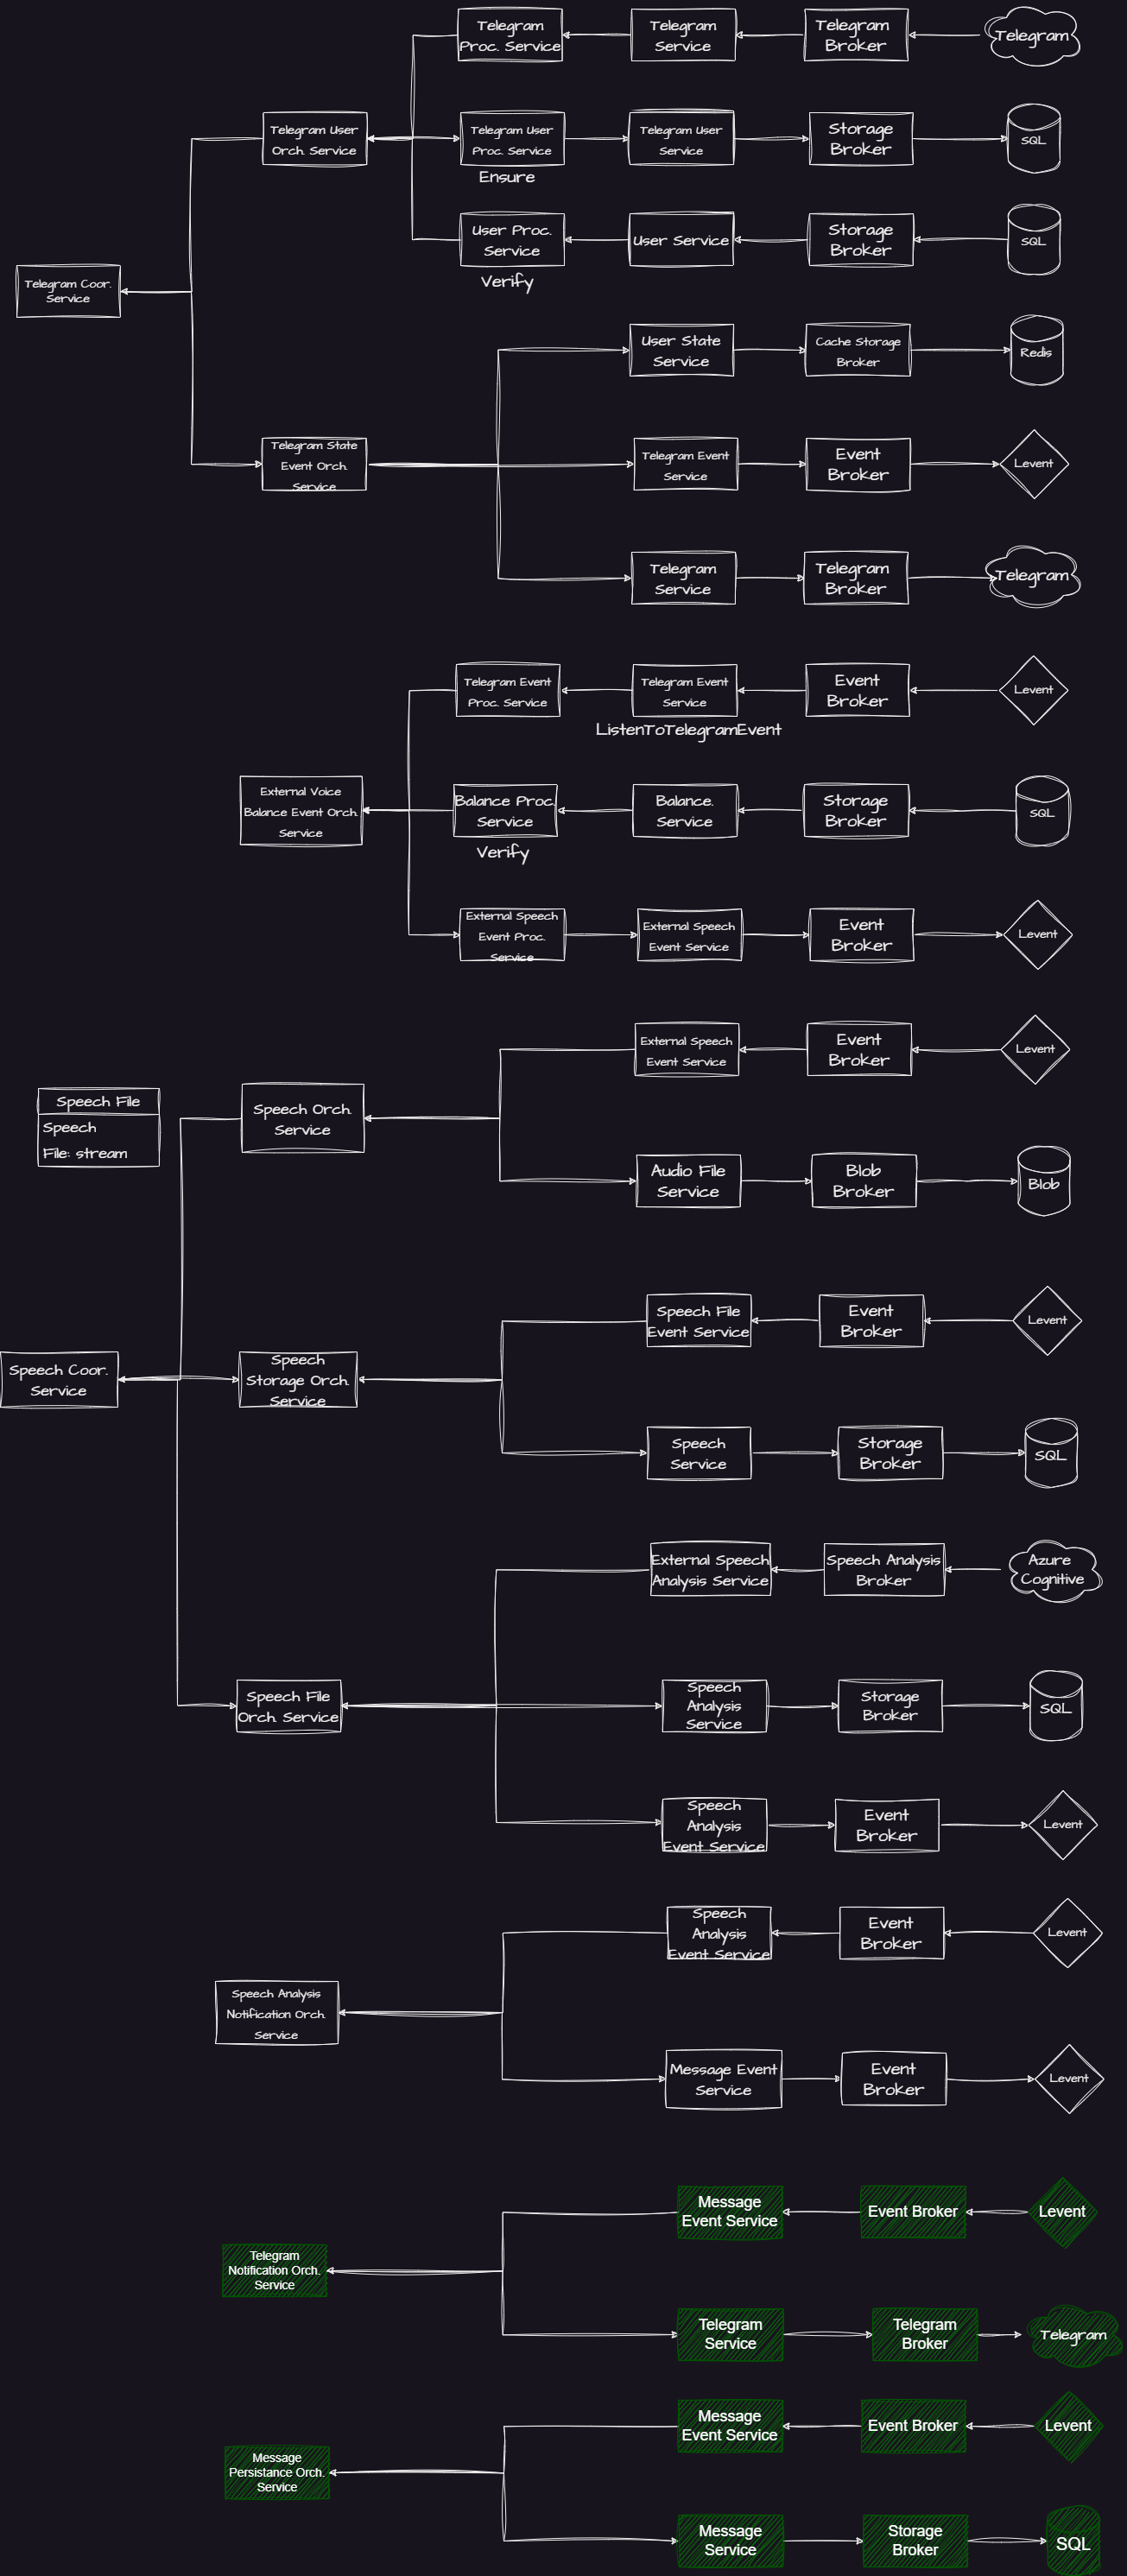 Telegram
Proc. Service
Telegram
Service
Telegram
Broker
Telegram
Telegram User
Orch. Service
Telegram User
Proc. Service
Telegram User
Service
Storage
Broker
SQL
Ensure
User Proc.
Service
User Service
Storage
Broker
SQL
Verify
Telegram Coor.
Service
User State
Service
Cache Storage
Broker
Redis
Telegram State
Event Orch.
Service
Telegram Event
Service
Event
Broker
Levent
Telegram
Service
Telegram
Broker
Telegram
Telegram Event
Proc. Service
Telegram Event
Service
Event
Broker
Levent
ListenToTelegramEvent
External Voice
Balance Event Orch.
Service
Balance Proc.
Service
Balance.
Service
Storage
Broker
SQL
Verify
External Speech
Event Proc.
Service
External Speech
Event Service
Event
Broker
Levent
External Speech
Event Service
Event
Broker
Levent
Speech File
Speech
File: stream
Speech Orch.
Service
Audio File
Service
Blob
Broker
Blob
Speech File
Event Service
Event
Broker
Levent
Speech Coor.
Service
Speech
Storage Orch.
Service
Speech
Service
Storage
Broker
SQL
External Speech
Analysis Service
Speech Analysis
Broker
Azure
Cognitive
Speech File
Orch. Service
Speech
Analysis
Service
Storage
Broker
SQL
Speech
Analysis
Event Service
Event
Broker
Levent
Speech
Analysis
Event Service
Event
Broker
Levent
Speech Analysis
Notification Orch.
Service
Message Event
Service
Event
Broker
Levent
Message
Event Service
Event Broker
Levent
Telegram
Notification Orch.
Service
Telegram
Service
Telegram
Broker
Telegram
Message
Event Service
Event Broker
Levent
Message
Persistance Orch.
Service
Message
Service
Storage
Broker
SQL